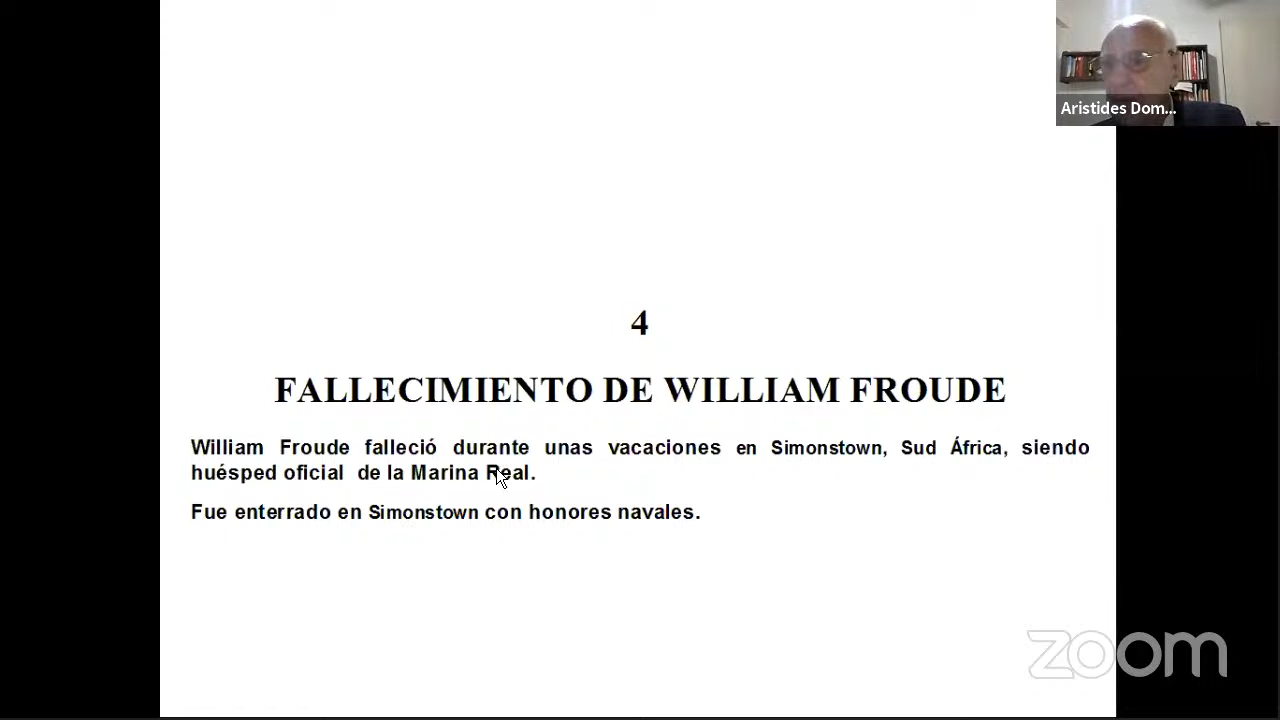 Aristides Dom...
4
FALLECIMIENTO DE WILLIAM FROUDE
William Froude falleció durante unas vacaciones en Simonstown, Sud África, siendo
huésped oficial de la Marina Real.
Fue enterrado en Simonstown con honores navales.
zoom